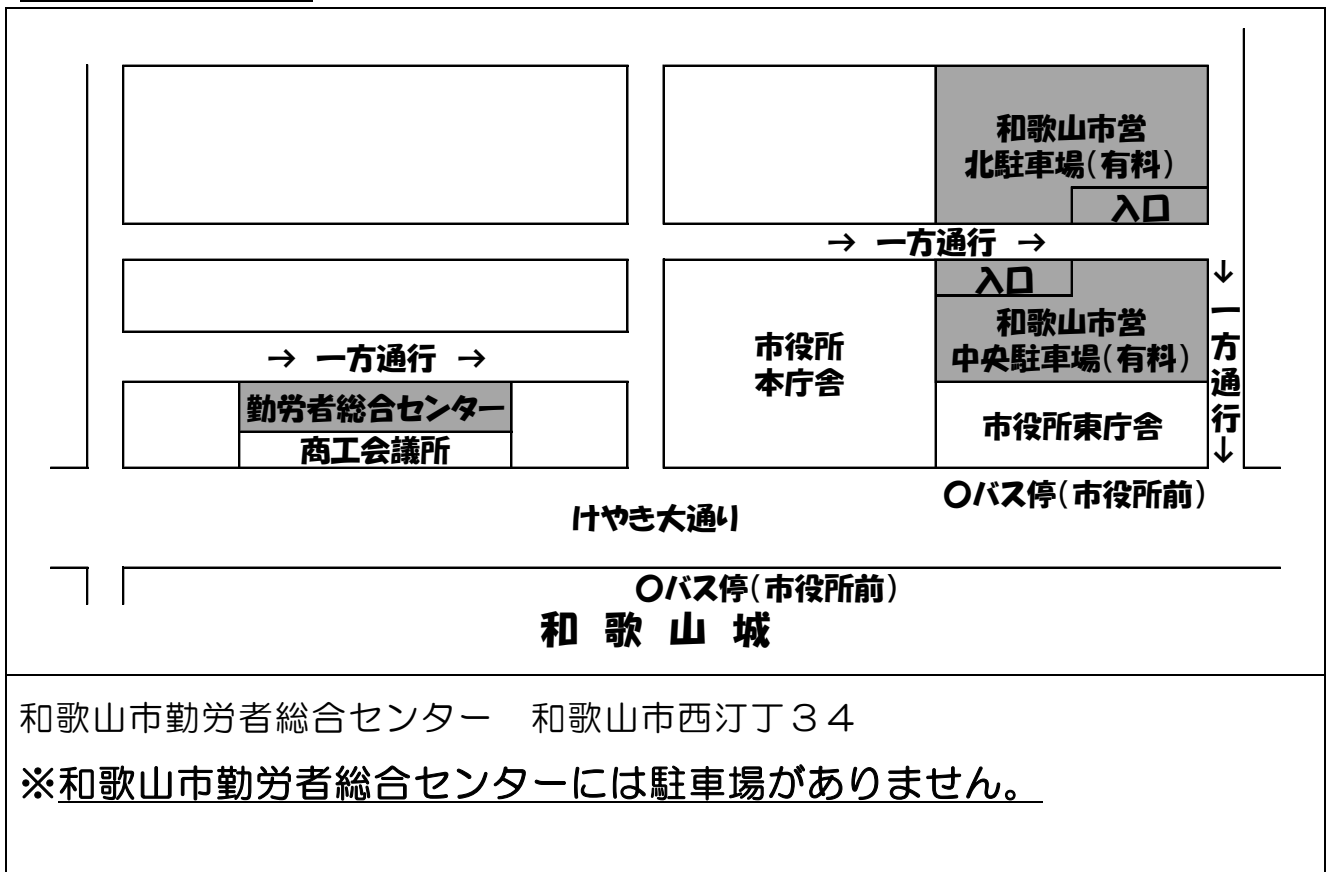 和歌山市営
北駐車場(有料)
入口
→ 一方通行 →
入口
和歌山市営
中央駐車場(有料)
↓一方通行↓
市役所
本庁舎
→ 一方通行 →
勤労者総合センター
商工会議所
市役所東庁舎
○バス停(市役所前)
けやき大通り
○バス停(市役所前)
和歌山城
和歌山市勤労者総合センター　和歌山市西汀丁34
※和歌山市勤労者総合センターには駐車場がありません。